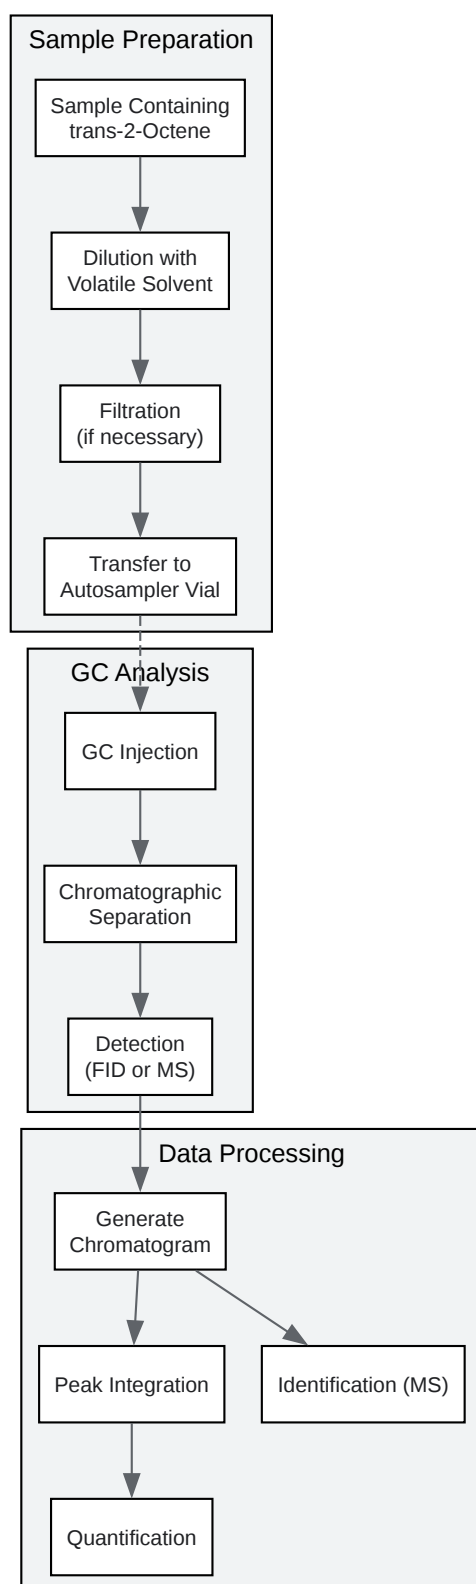 Sample Preparation
Sample Containing
trans-2-Octene
Dilution with
Volatile Solvent
Filtration
(if necessary)
Transfer to
Autosampler Vial
GC Analysis
GC Injection
Chromatographic
Separation
Detection
(FID or MS)
Data Processing
Generate
Chromatogram
Peak Integration
Identification (MS)
Quantification